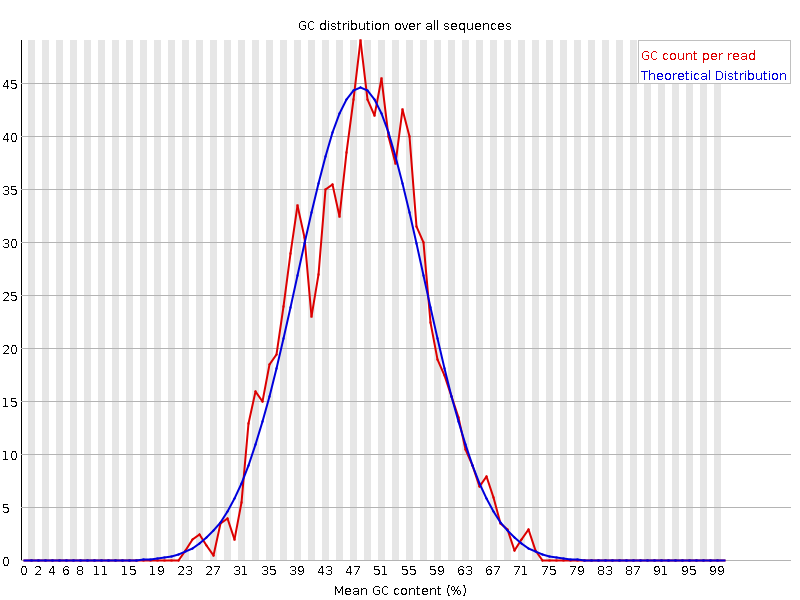 GC distribution over all sequences
GC count per read
Theoretical Distribution
45
40
35
30
25
20
15
10
5
0
0 2 4 6 8 11 15 19 23 27 31 35 39 43 47 51 55 59 63 67 71 75 79 83 87 91 95 99
Mean GC content (%)